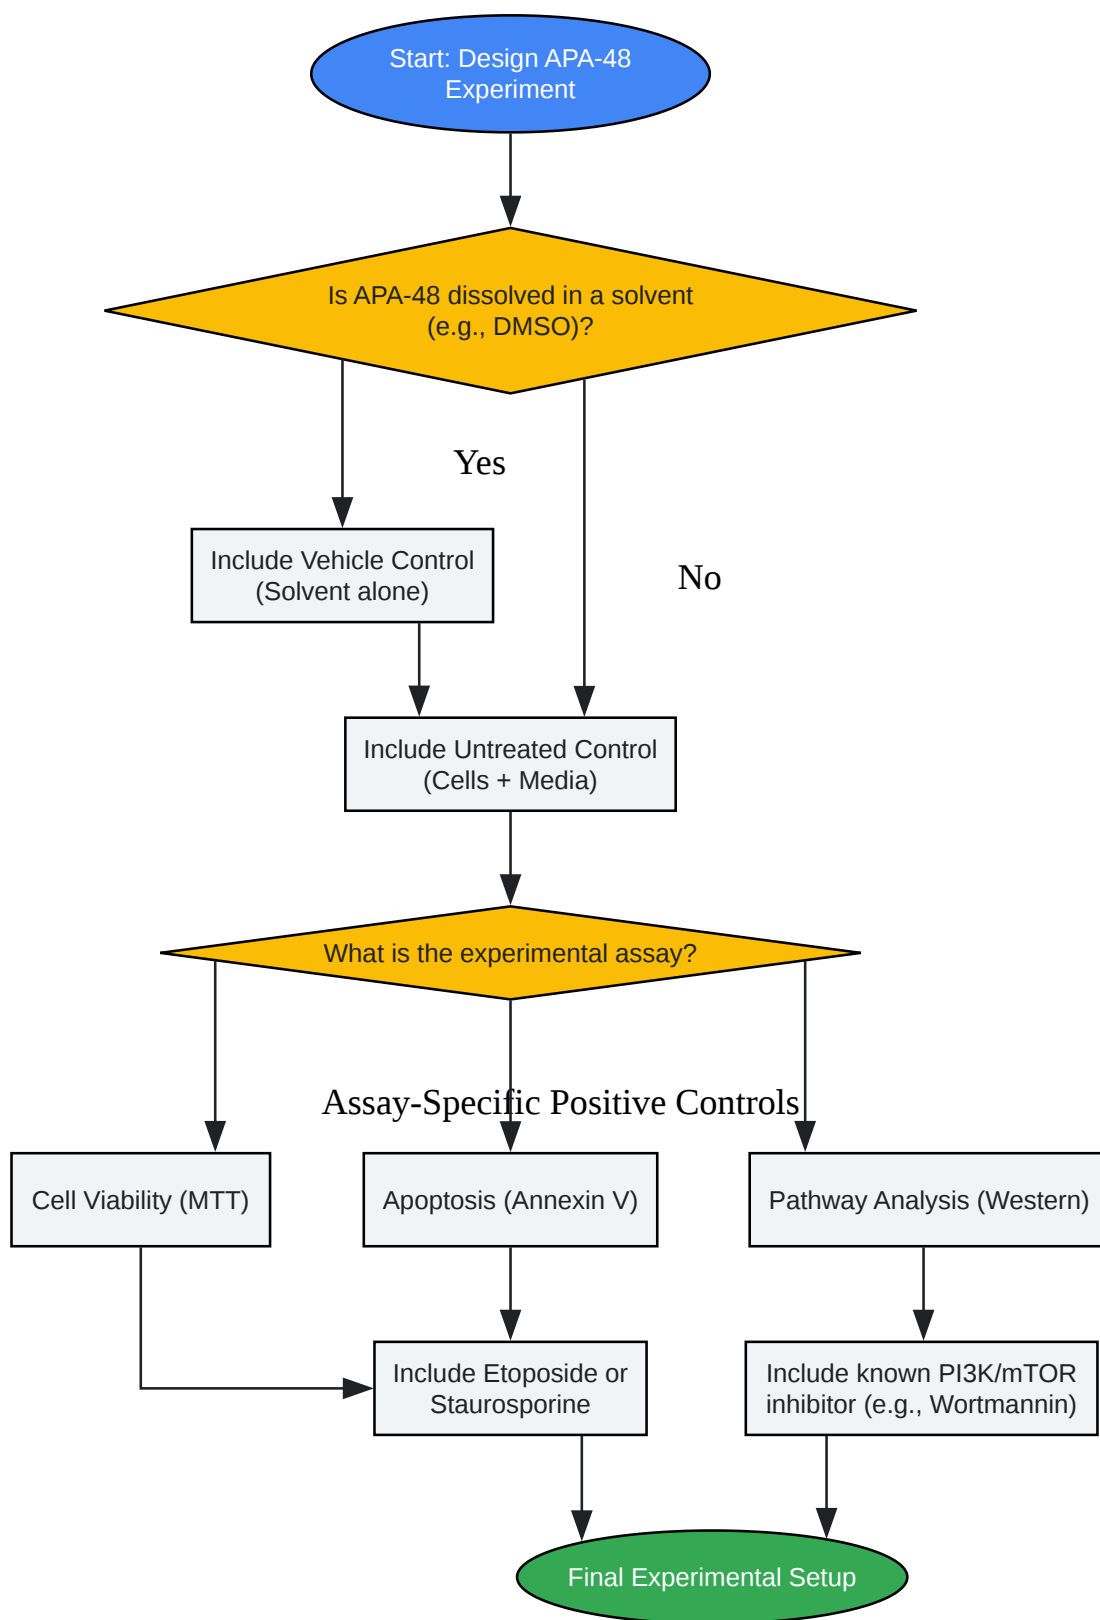 Start: Design APA-48
Experiment
Is APA-48 dissolved in a solvent
(e.g., DMSO)?
Yes
Include Vehicle Control
(Solvent alone)
No
Include Untreated Control
(Cells + Media)
What is the experimental assay?
Assay-Specific Positive Controls
Cell Viability (MTT)
Apoptosis (Annexin V)
Pathway Analysis (Western)
Include Etoposide or
Staurosporine
Include known PI3K/mTOR
inhibitor (e.g., Wortmannin)
Final Experimental Setup